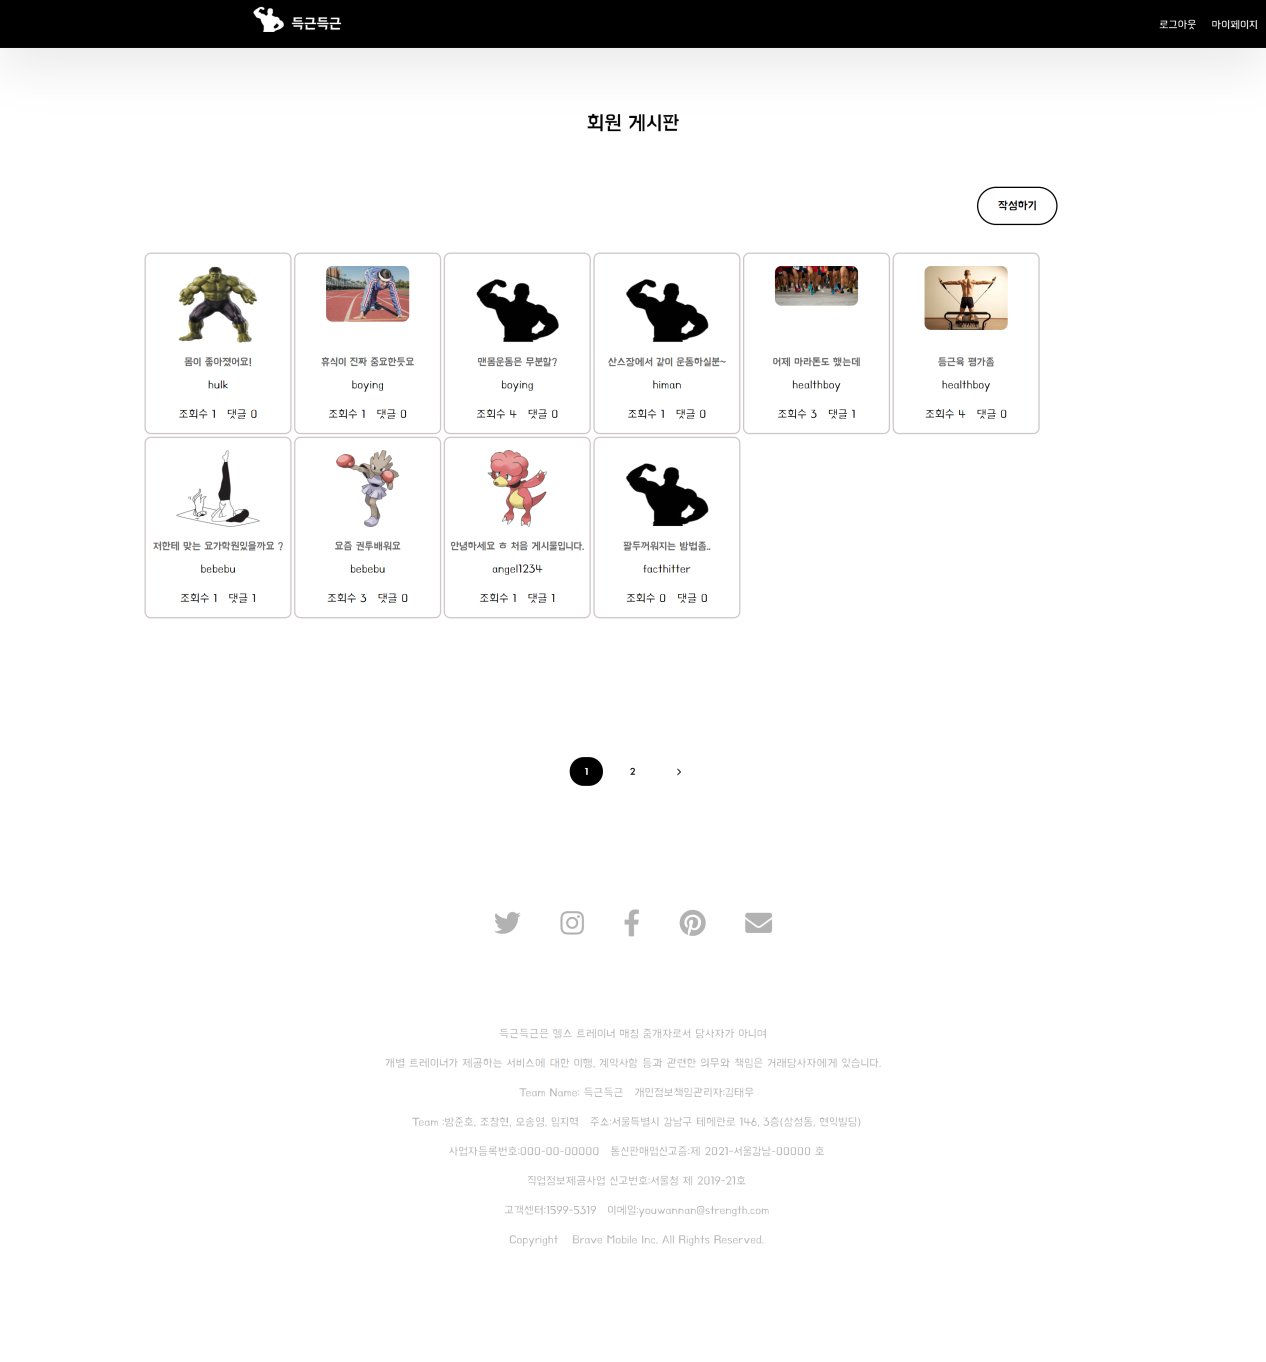 득근득근
로그아웃 마이페이지
회원 게시판
작성하기
몸이 좋아졌어요!
hulk
조회수 1 댓글 0
휴식이 진짜 중요한듯요
boying
조회수 1 댓글 0
맨몸운동은 무분할?
boying
조회수 4 댓글 0
산스장에서 같이 운동하실분~
himan
조회수 1 댓글 0
어제 마라톤도 했는데
healthboy
조회수 3 댓글 1
등근육 평가좀
healthboy
조회수 4 댓글 0
저한테 맞는 요가학원있을까요 ?
bebebu
조회수 1 댓글 1
요즘 권투배워요
bebebu
조회수 3 댓글 0
안녕하세요 ㅎ 처음 게시물입니다.
angel1234
조회수 1 댓글 1
팔두꺼워지는 방법좀..
facthitter
조회수 0 댓글 0
1 2 >
득근득근은 헬스 트레이너 매칭 중개자로서 당사자가 아니며
개별 트레이너가 제공하는 서비스에 대한 이행, 계약사항 등과 관련한 의무와 책임은 거래당사자에게 있습니다.
Team Name: 득근득근 개인정보책임관리자:김태우
Team :방준호, 조창현, 모송영, 임지혁 주소:서울특별시 강남구 테헤란로 146, 3층(삼성동, 현익빌딩)
사업자등록번호:000-00-00000 통신판매업신고증:제 2021-서울강남-00000 호
직업정보제공사업 신고번호:서울청 제 2019-21호
고객센터:1599-5319 이메일:youwannan@strength.com
Copyright Brave Mobile Inc. All Rights Reserved.